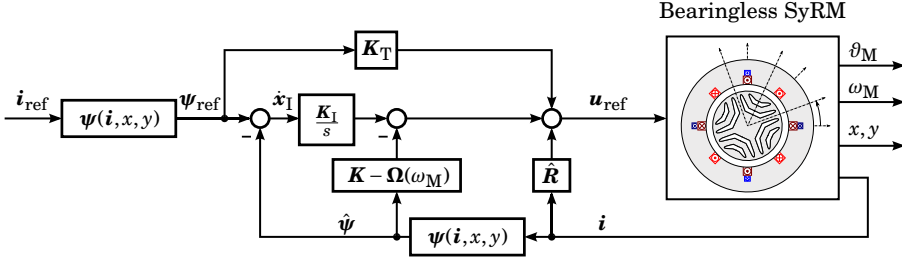 Bearingless SyRM
K_T
ϑ_M
i_ref
ψ_ref
ẋ_I
K_I
s
u_ref
ω_M
ψ(i, x, y)
−
−
x, y
K − Ω(ω_M)
R̂
ψ̂
ψ(i, x, y)
i